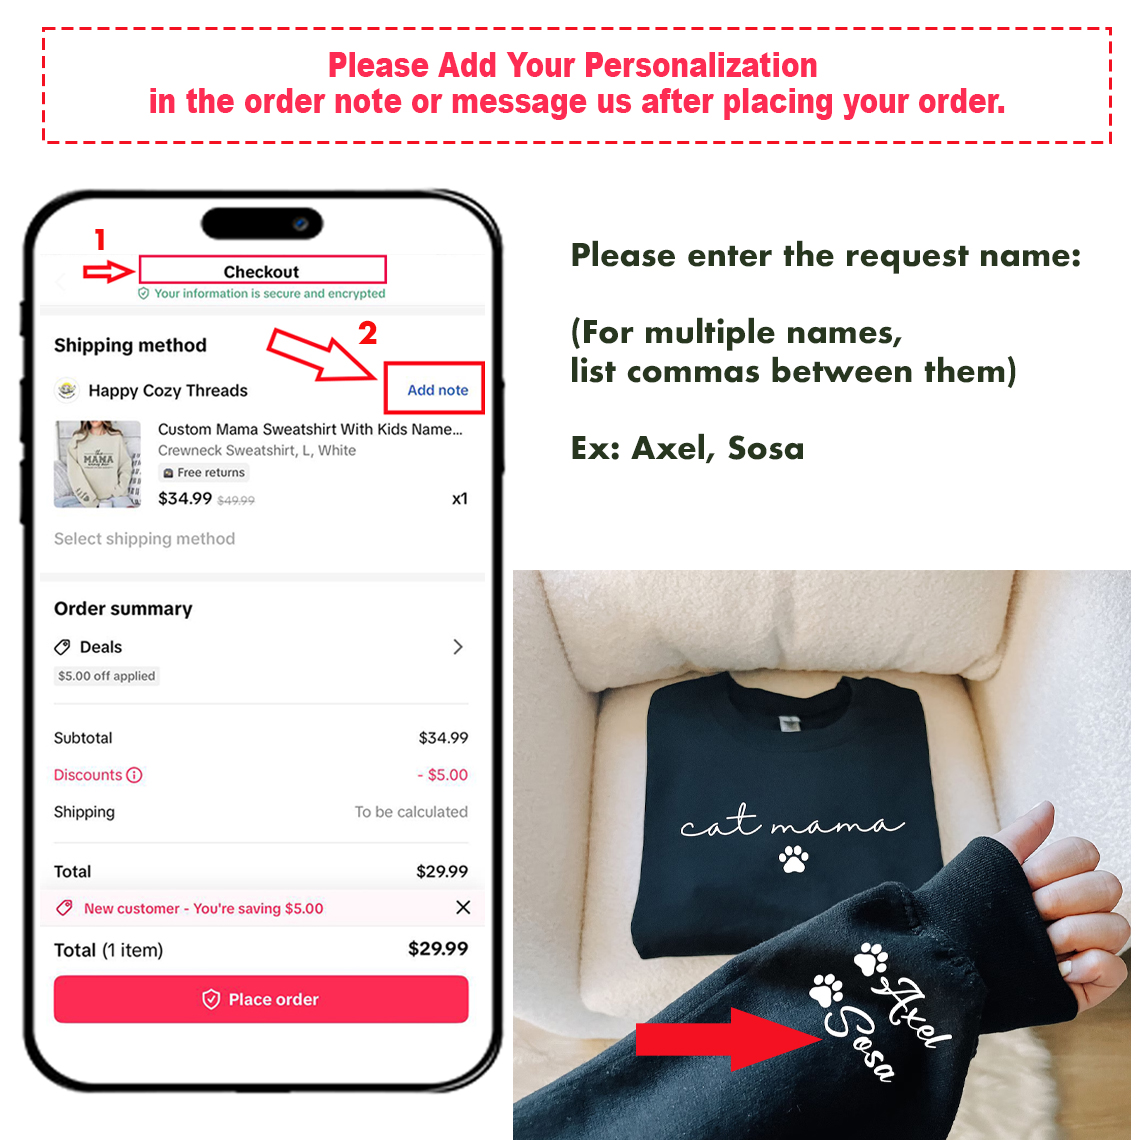 Please Add Your Personalization
in the order note or message us after placing your order.
1
Checkout
Your information is secure and encrypted
2
Shipping method
Happy Cozy Threads
Add note
Custom Mama Sweatshirt With Kids Name...
Crewneck Sweatshirt, L, White
Free returns
$34.99 $49.99
x1
MAMA
Select shipping method
Order summary
Deals
$5.00 off applied
Subtotal $34.99
Discounts - $5.00
Shipping To be calculated
Total $29.99
New customer - You're saving $5.00
Total (1 item) $29.99
Place order
Please enter the request name:
(For multiple names,
list commas between them)
Ex: Axel, Sosa
cat mama
Axel
Sosa